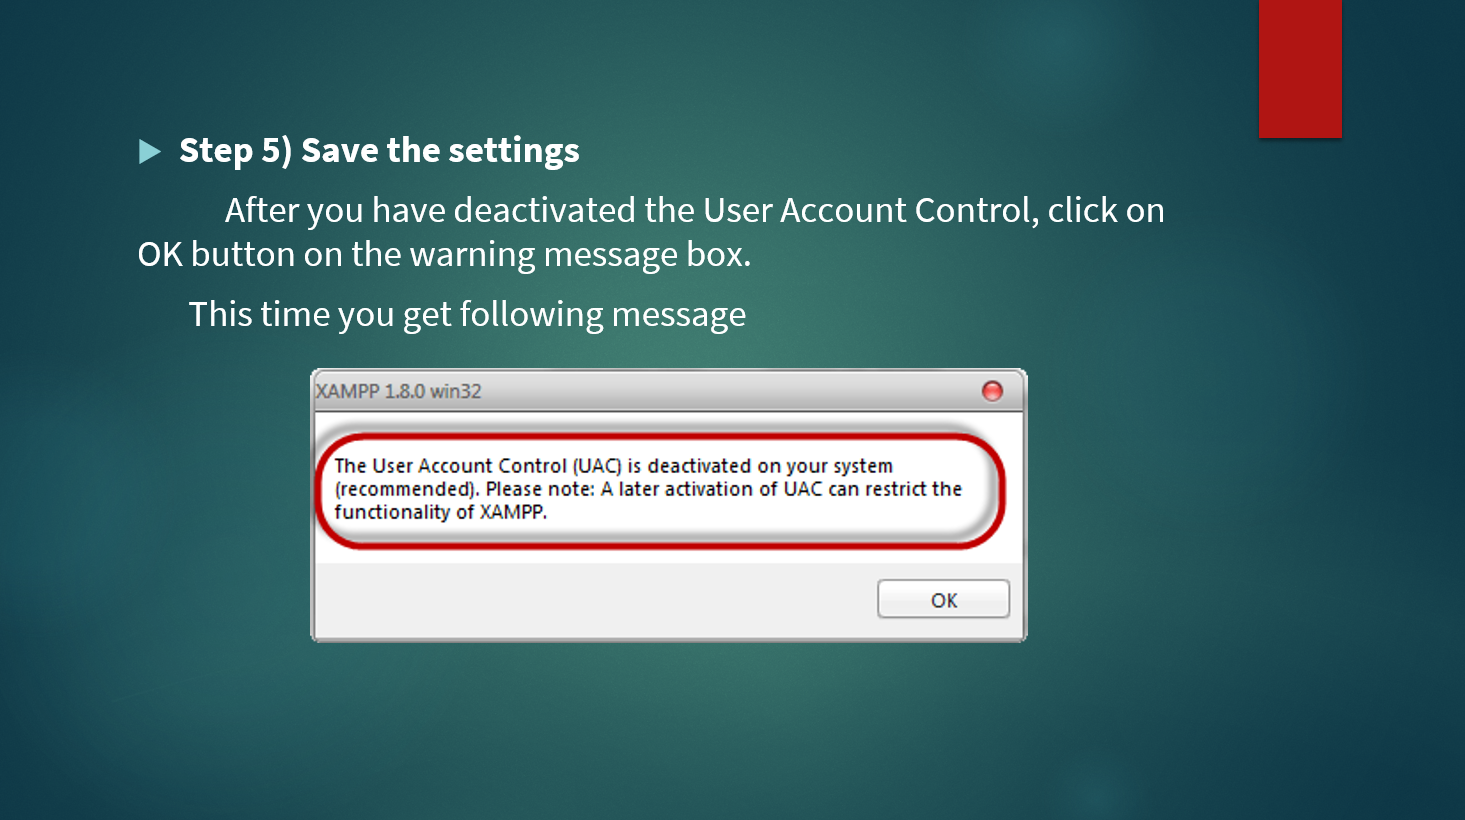 Step 5) Save the settings
After you have deactivated the User Account Control, click on
OK button on the warning message box.
This time you get following message
XAMPP 1.8.0 win32
The User Account Control (UAC) is deactivated on your system
(recommended). Please note: A later activation of UAC can restrict the
functionality of XAMPP.
OK